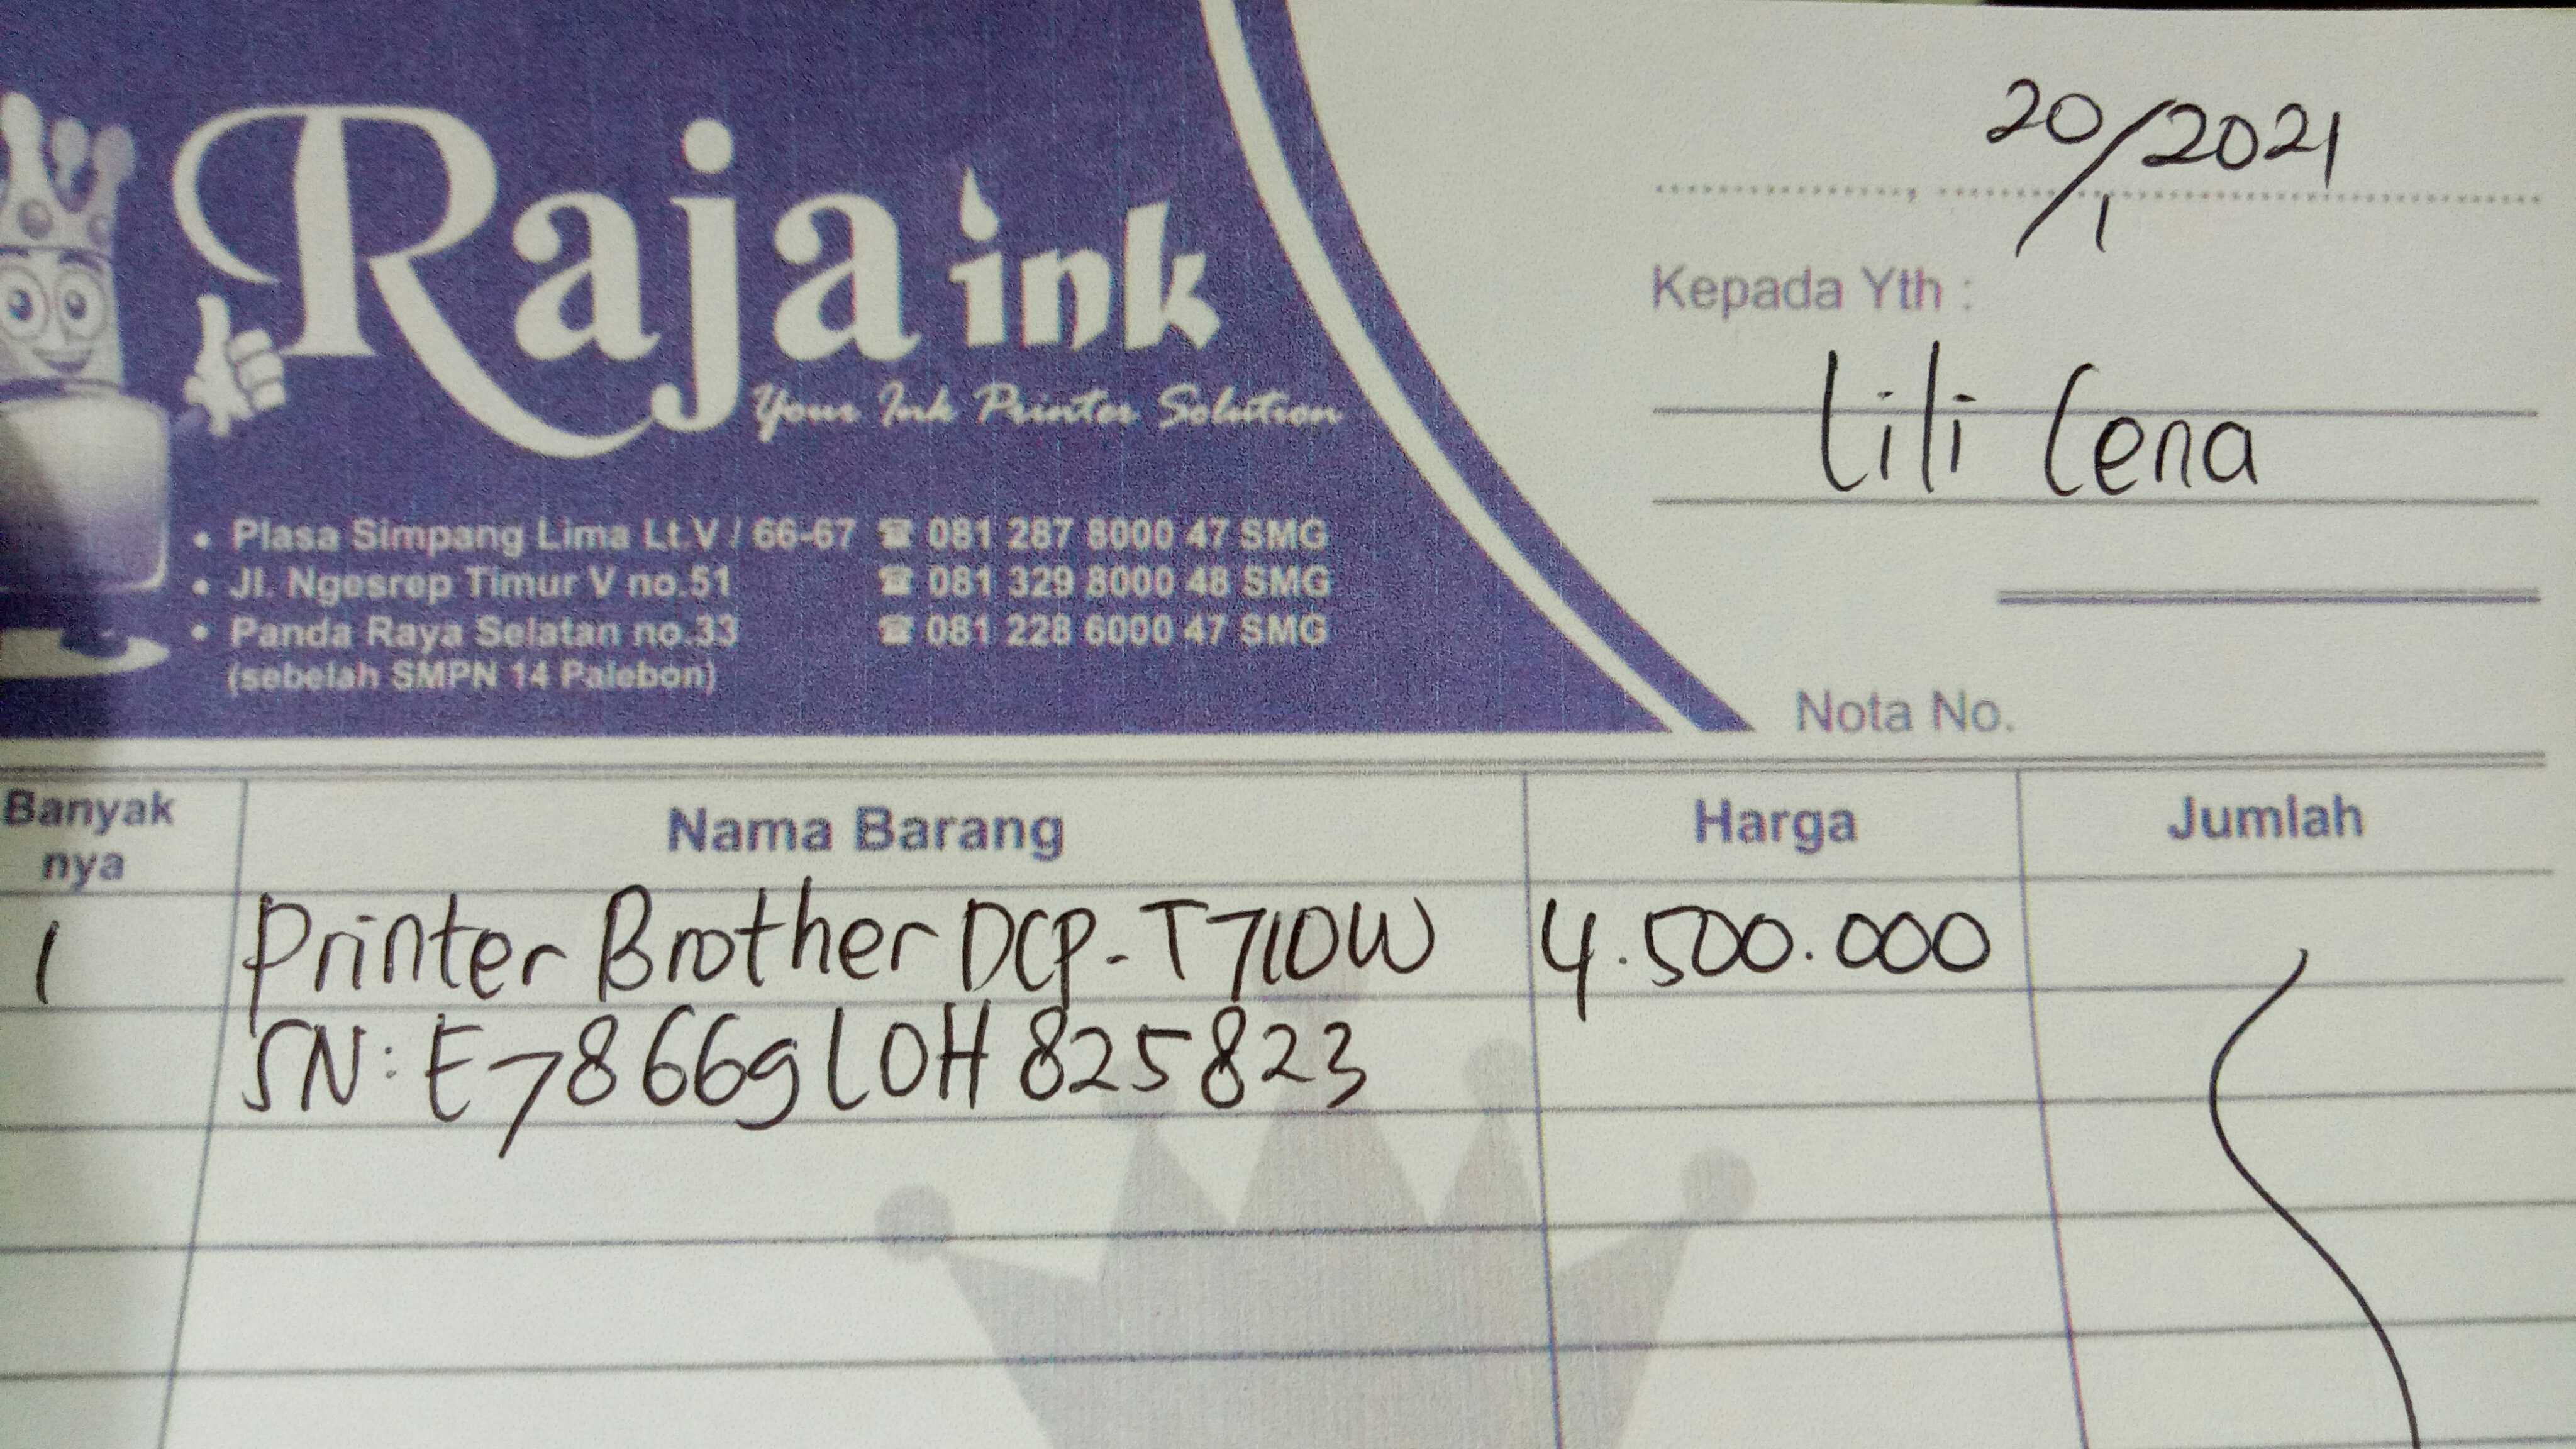 Raja ink
Your Ink Printer Solution
• Plasa Simpang Lima Lt.V / 66-67 ☎ 081 287 8000 47 SMG
• Jl. Ngesrep Timur V no.51 ☎ 081 329 8000 48 SMG
• Panda Raya Selatan no.33 ☎ 081 228 6000 47 SMG
(sebelah SMPN 14 Palebon)
20/1 2021
Kepada Yth :
Lili Cena
Nota No.
Banyak nya Nama Barang Harga Jumlah
1 Printer Brother DCP-T710W 4.500.000
SN: E78669L0H825823